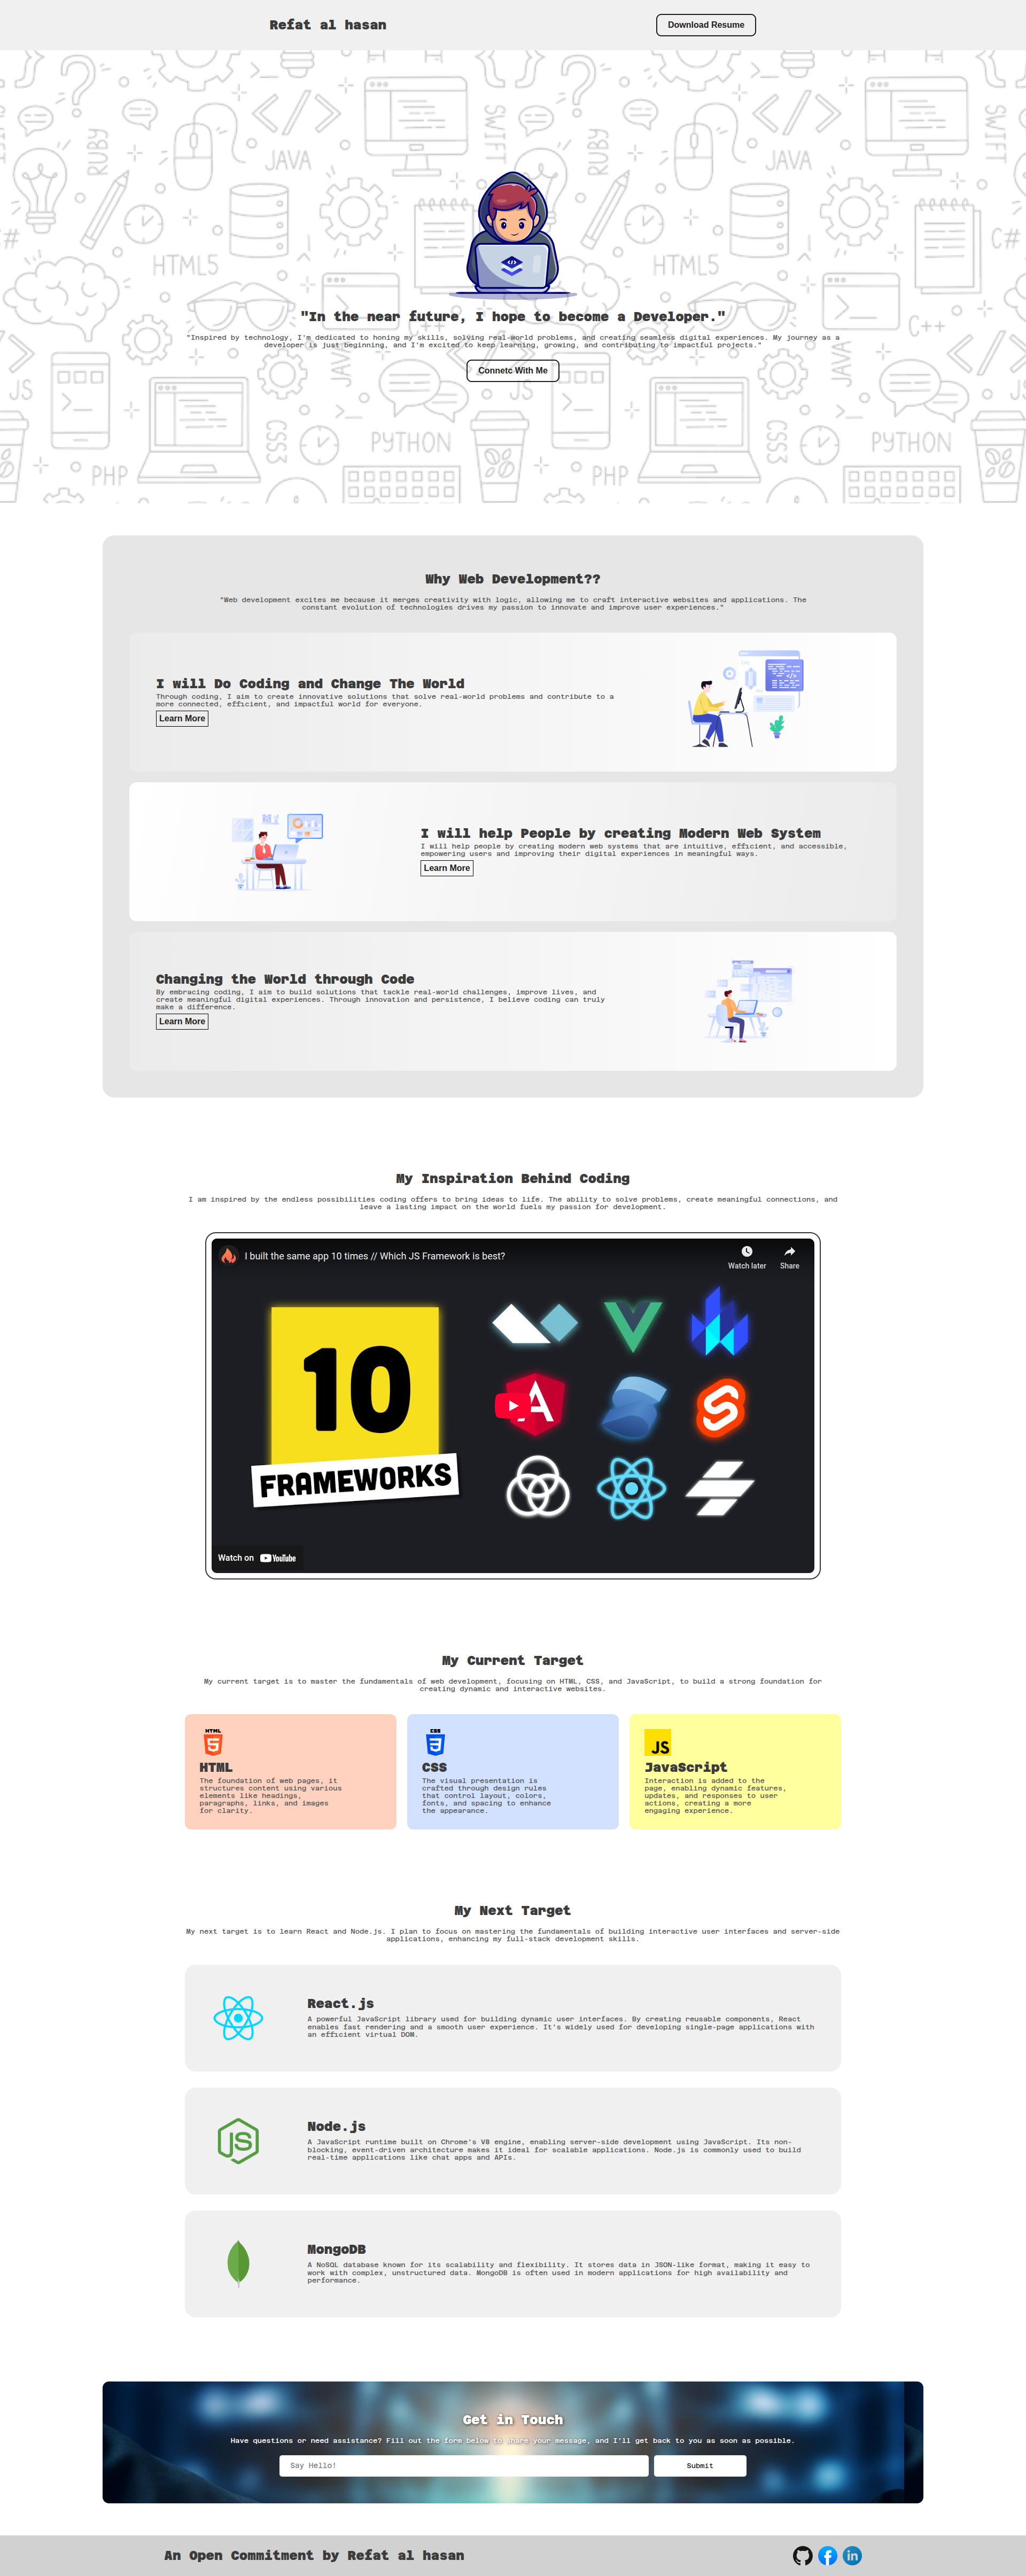 Refat al hasan
Download Resume
SWIFT
RUBY
JAVA
RUBY
JAVA
SWIFT
C#
HTML5
HTML5
C#
"In the near future, I hope to become a Developer."
C++
C++
"Inspired by technology, I'm dedicated to honing my skills, solving real-world problems, and creating seamless digital experiences. My journey as a
developer is just beginning, and I'm excited to keep learning, growing, and contributing to impactful projects."
Connetc With Me
JS
JS
JS
CSS
PYTHON
CSS
PYTHON
PHP
PHP
Why Web Development??
"Web development excites me because it merges creativity with logic, allowing me to craft interactive websites and applications. The
constant evolution of technologies drives my passion to innovate and improve user experiences."
I will Do Coding and Change The World
Through coding, I aim to create innovative solutions that solve real-world problems and contribute to a
more connected, efficient, and impactful world for everyone.
Learn More
I will help People by creating Modern Web System
I will help people by creating modern web systems that are intuitive, efficient, and accessible,
empowering users and improving their digital experiences in meaningful ways.
Learn More
Changing the World through Code
By embracing coding, I aim to build solutions that tackle real-world challenges, improve lives, and
create meaningful digital experiences. Through innovation and persistence, I believe coding can truly
make a difference.
Learn More
My Inspiration Behind Coding
I am inspired by the endless possibilities coding offers to bring ideas to life. The ability to solve problems, create meaningful connections, and
leave a lasting impact on the world fuels my passion for development.
I built the same app 10 times // Which JS Framework is best?
Watch later
Share
10
FRAMEWORKS
A
Watch on YouTube
My Current Target
My current target is to master the fundamentals of web development, focusing on HTML, CSS, and JavaScript, to build a strong foundation for
creating dynamic and interactive websites.
HTML
5
HTML
The foundation of web pages, it
structures content using various
elements like headings,
paragraphs, links, and images
for clarity.
CSS
3
CSS
The visual presentation is
crafted through design rules
that control layout, colors,
fonts, and spacing to enhance
the appearance.
JS
JavaScript
Interaction is added to the
page, enabling dynamic features,
updates, and responses to user
actions, creating a more
engaging experience.
My Next Target
My next target is to learn React and Node.js. I plan to focus on mastering the fundamentals of building interactive user interfaces and server-side
applications, enhancing my full-stack development skills.
React.js
A powerful JavaScript library used for building dynamic user interfaces. By creating reusable components, React
enables fast rendering and a smooth user experience. It's widely used for developing single-page applications with
an efficient virtual DOM.
JS
Node.js
A JavaScript runtime built on Chrome's V8 engine, enabling server-side development using JavaScript. Its non-
blocking, event-driven architecture makes it ideal for scalable applications. Node.js is commonly used to build
real-time applications like chat apps and APIs.
MongoDB
A NoSQL database known for its scalability and flexibility. It stores data in JSON-like format, making it easy to
work with complex, unstructured data. MongoDB is often used in modern applications for high availability and
performance.
Get in Touch
Have questions or need assistance? Fill out the form below to share your message, and I'll get back to you as soon as possible.
Say Hello!
Submit
An Open Commitment by Refat al hasan
f
in